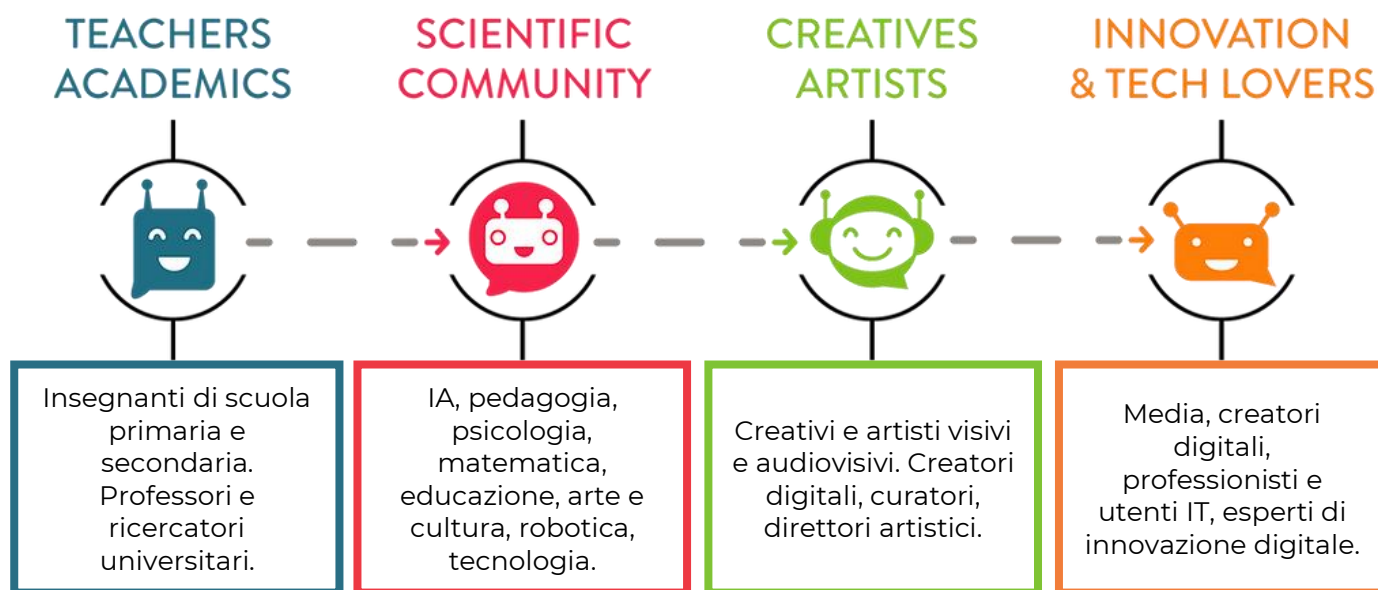 TEACHERS
ACADEMICS
SCIENTIFIC
COMMUNITY
CREATIVES
ARTISTS
INNOVATION
& TECH LOVERS
Insegnanti di scuola
primaria e
secondaria.
Professori e
ricercatori
universitari.
IA, pedagogia,
psicologia,
matematica,
educazione, arte e
cultura, robotica,
tecnologia.
Creativi e artisti visivi
e audiovisivi. Creatori
digitali, curatori,
direttori artistici.
Media, creatori
digitali,
professionisti e
utenti IT, esperti di
innovazione digitale.